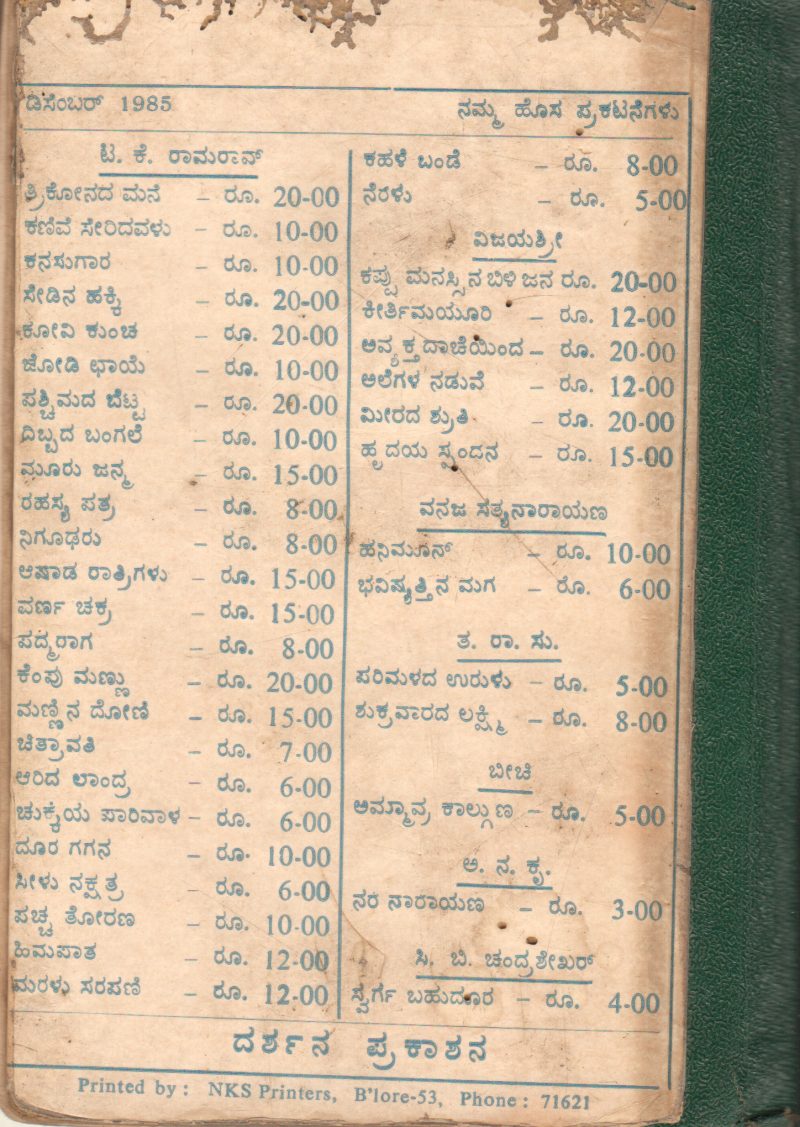 ಡಿಸೆಂಬರ್ 1985
ನಮ್ಮ ಹೊಸ ಪ್ರಕಟನೆಗಳು
ಟಿ. ಕೆ. ರಾಮರಾವ್
ತ್ರಿಕೋನದ ಮನೆ – ರೂ. 20-00
ಕಣಿವೆ ಸೇರಿದವಳು – ರೂ. 10-00
ಕನಸುಗಾರ – ರೂ. 10-00
ಸೇಡಿನ ಹಕ್ಕಿ – ರೂ. 20-00
ಕೋವಿ ಕುಂಚ – ರೂ. 20-00
ಜೋಡಿ ಛಾಯೆ – ರೂ. 10-00
ಪಶ್ಚಿಮದ ಬೆಟ್ಟ – ರೂ. 20-00
ದಿಬ್ಬದ ಬಂಗಲೆ – ರೂ. 10-00
ಮೂರು ಜನ್ಮ – ರೂ. 15-00
ರಹಸ್ಯ ಪತ್ರ – ರೂ. 8-00
ನಿಗೂಢರು – ರೂ. 8-00
ಆಷಾಡ ರಾತ್ರಿಗಳು – ರೂ. 15-00
ವರ್ಣ ಚಕ್ರ – ರೂ. 15-00
ಪದ್ಮರಾಗ – ರೂ. 8-00
ಕೆಂಪು ಮಣ್ಣು – ರೂ. 20-00
ಮಣ್ಣಿನ ದೋಣಿ – ರೂ. 15-00
ಚಿತ್ರಾವತಿ – ರೂ. 7-00
ಆರಿದ ಲಾಂದ್ರ – ರೂ. 6-00
ಚುಕ್ಕೆಯ ಪಾರಿವಾಳ – ರೂ. 6-00
ದೂರ ಗಗನ – ರೂ. 10-00
ಸೀಳು ನಕ್ಷತ್ರ – ರೂ. 6-00
ಪಚ್ಚ ತೋರಣ – ರೂ. 10-00
ಹಿಮಪಾತ – ರೂ. 12-00
ಮರಳು ಸರಪಣಿ – ರೂ. 12-00
ಕಹಳೆ ಬಂಡೆ – ರೂ. 8-00
ನೆರಳು – ರೂ. 5-00
ವಿಜಯಶ್ರೀ
ಕಪ್ಪು ಮನಸ್ಸಿನ ಬಿಳಿ ಜನ ರೂ. 20-00
ಕೀರ್ತಿಮಯೂರಿ – ರೂ. 12-00
ಅವ್ಯಕ್ತದಾಚೆಯಿಂದ – ರೂ. 20-00
ಅಲೆಗಳ ನಡುವೆ – ರೂ. 12-00
ಮೀರದ ಶ್ರುತಿ – ರೂ. 20-00
ಹೃದಯ ಸ್ಪಂದನ – ರೂ. 15-00
ವನಜ ಸತ್ಯನಾರಾಯಣ
ಹನಿಮೂನ್ – ರೂ. 10-00
ಭವಿಷ್ಯತ್ತಿನ ಮಗ – ರೂ. 6-00
ತ. ರಾ. ಸು.
ಪರಿಮಳದ ಉರುಳು – ರೂ. 5-00
ಶುಕ್ರವಾರದ ಲಕ್ಷ್ಮಿ – ರೂ. 8-00
ಬೀಚಿ
ಅಮ್ಮಾವ್ರ ಕಾಲ್ಗುಣ – ರೂ. 5-00
ಅ. ನ. ಕೃ.
ನರ ನಾರಾಯಣ – ರೂ. 3-00
ಸಿ. ಬಿ. ಚಂದ್ರಶೇಖರ್
ಸ್ವರ್ಗ ಬಹುದೂರ – ರೂ. 4-00
ದರ್ಶನ ಪ್ರಕಾಶನ
Printed by : NKS Printers, B'lore-53, Phone : 71621